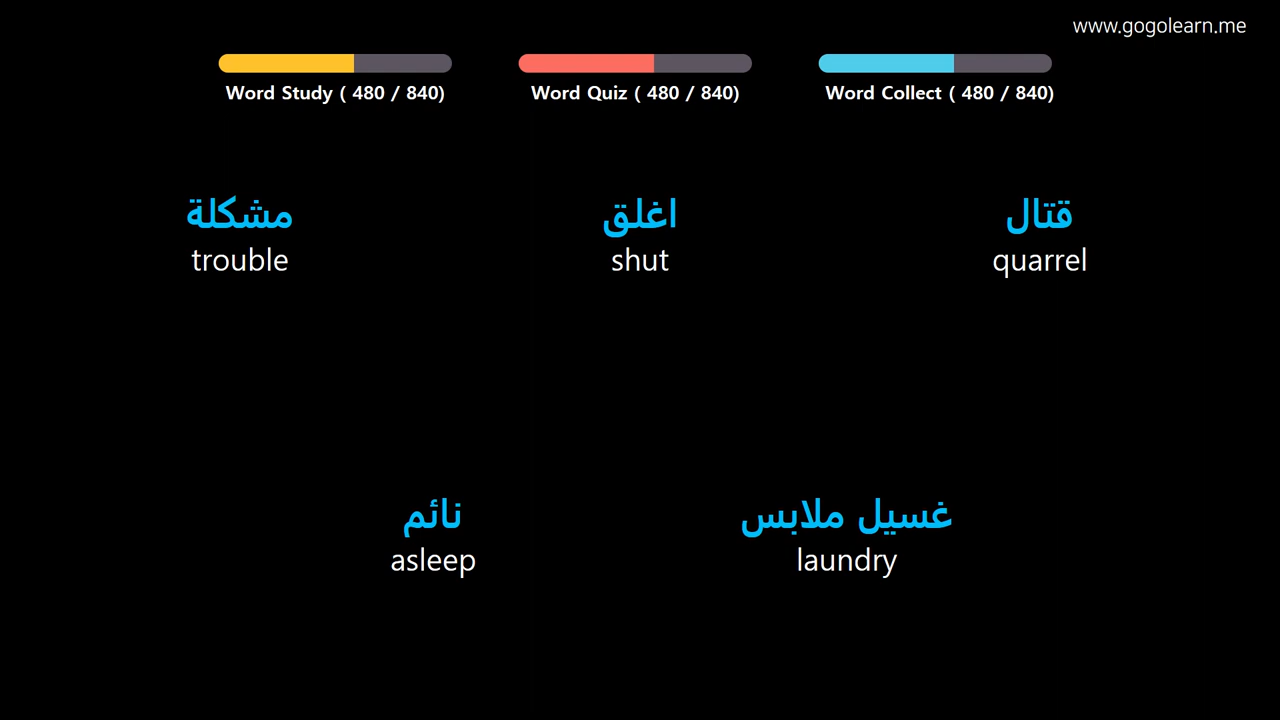 www.gogolearn.me
Word Study ( 480 / 840)
Word Quiz ( 480 / 840)
Word Collect ( 480 / 840)
مشكلة
trouble
اغلق
shut
قتال
quarrel
نائم
asleep
غسيل ملابس
laundry